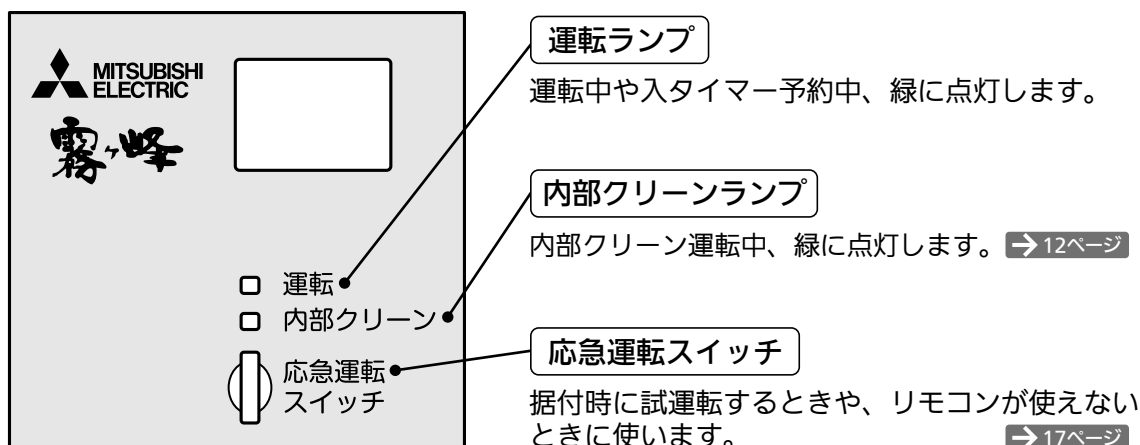 MITSUBISHI
ELECTRIC
霧ヶ峰
運転
内部クリーン
応急運転
スイッチ
運転ランプ
運転中や入タイマー予約中、緑に点灯します。
内部クリーンランプ
内部クリーン運転中、緑に点灯します。 →12ページ
応急運転スイッチ
据付時に試運転するときや、リモコンが使えない
ときに使います。 →17ページ